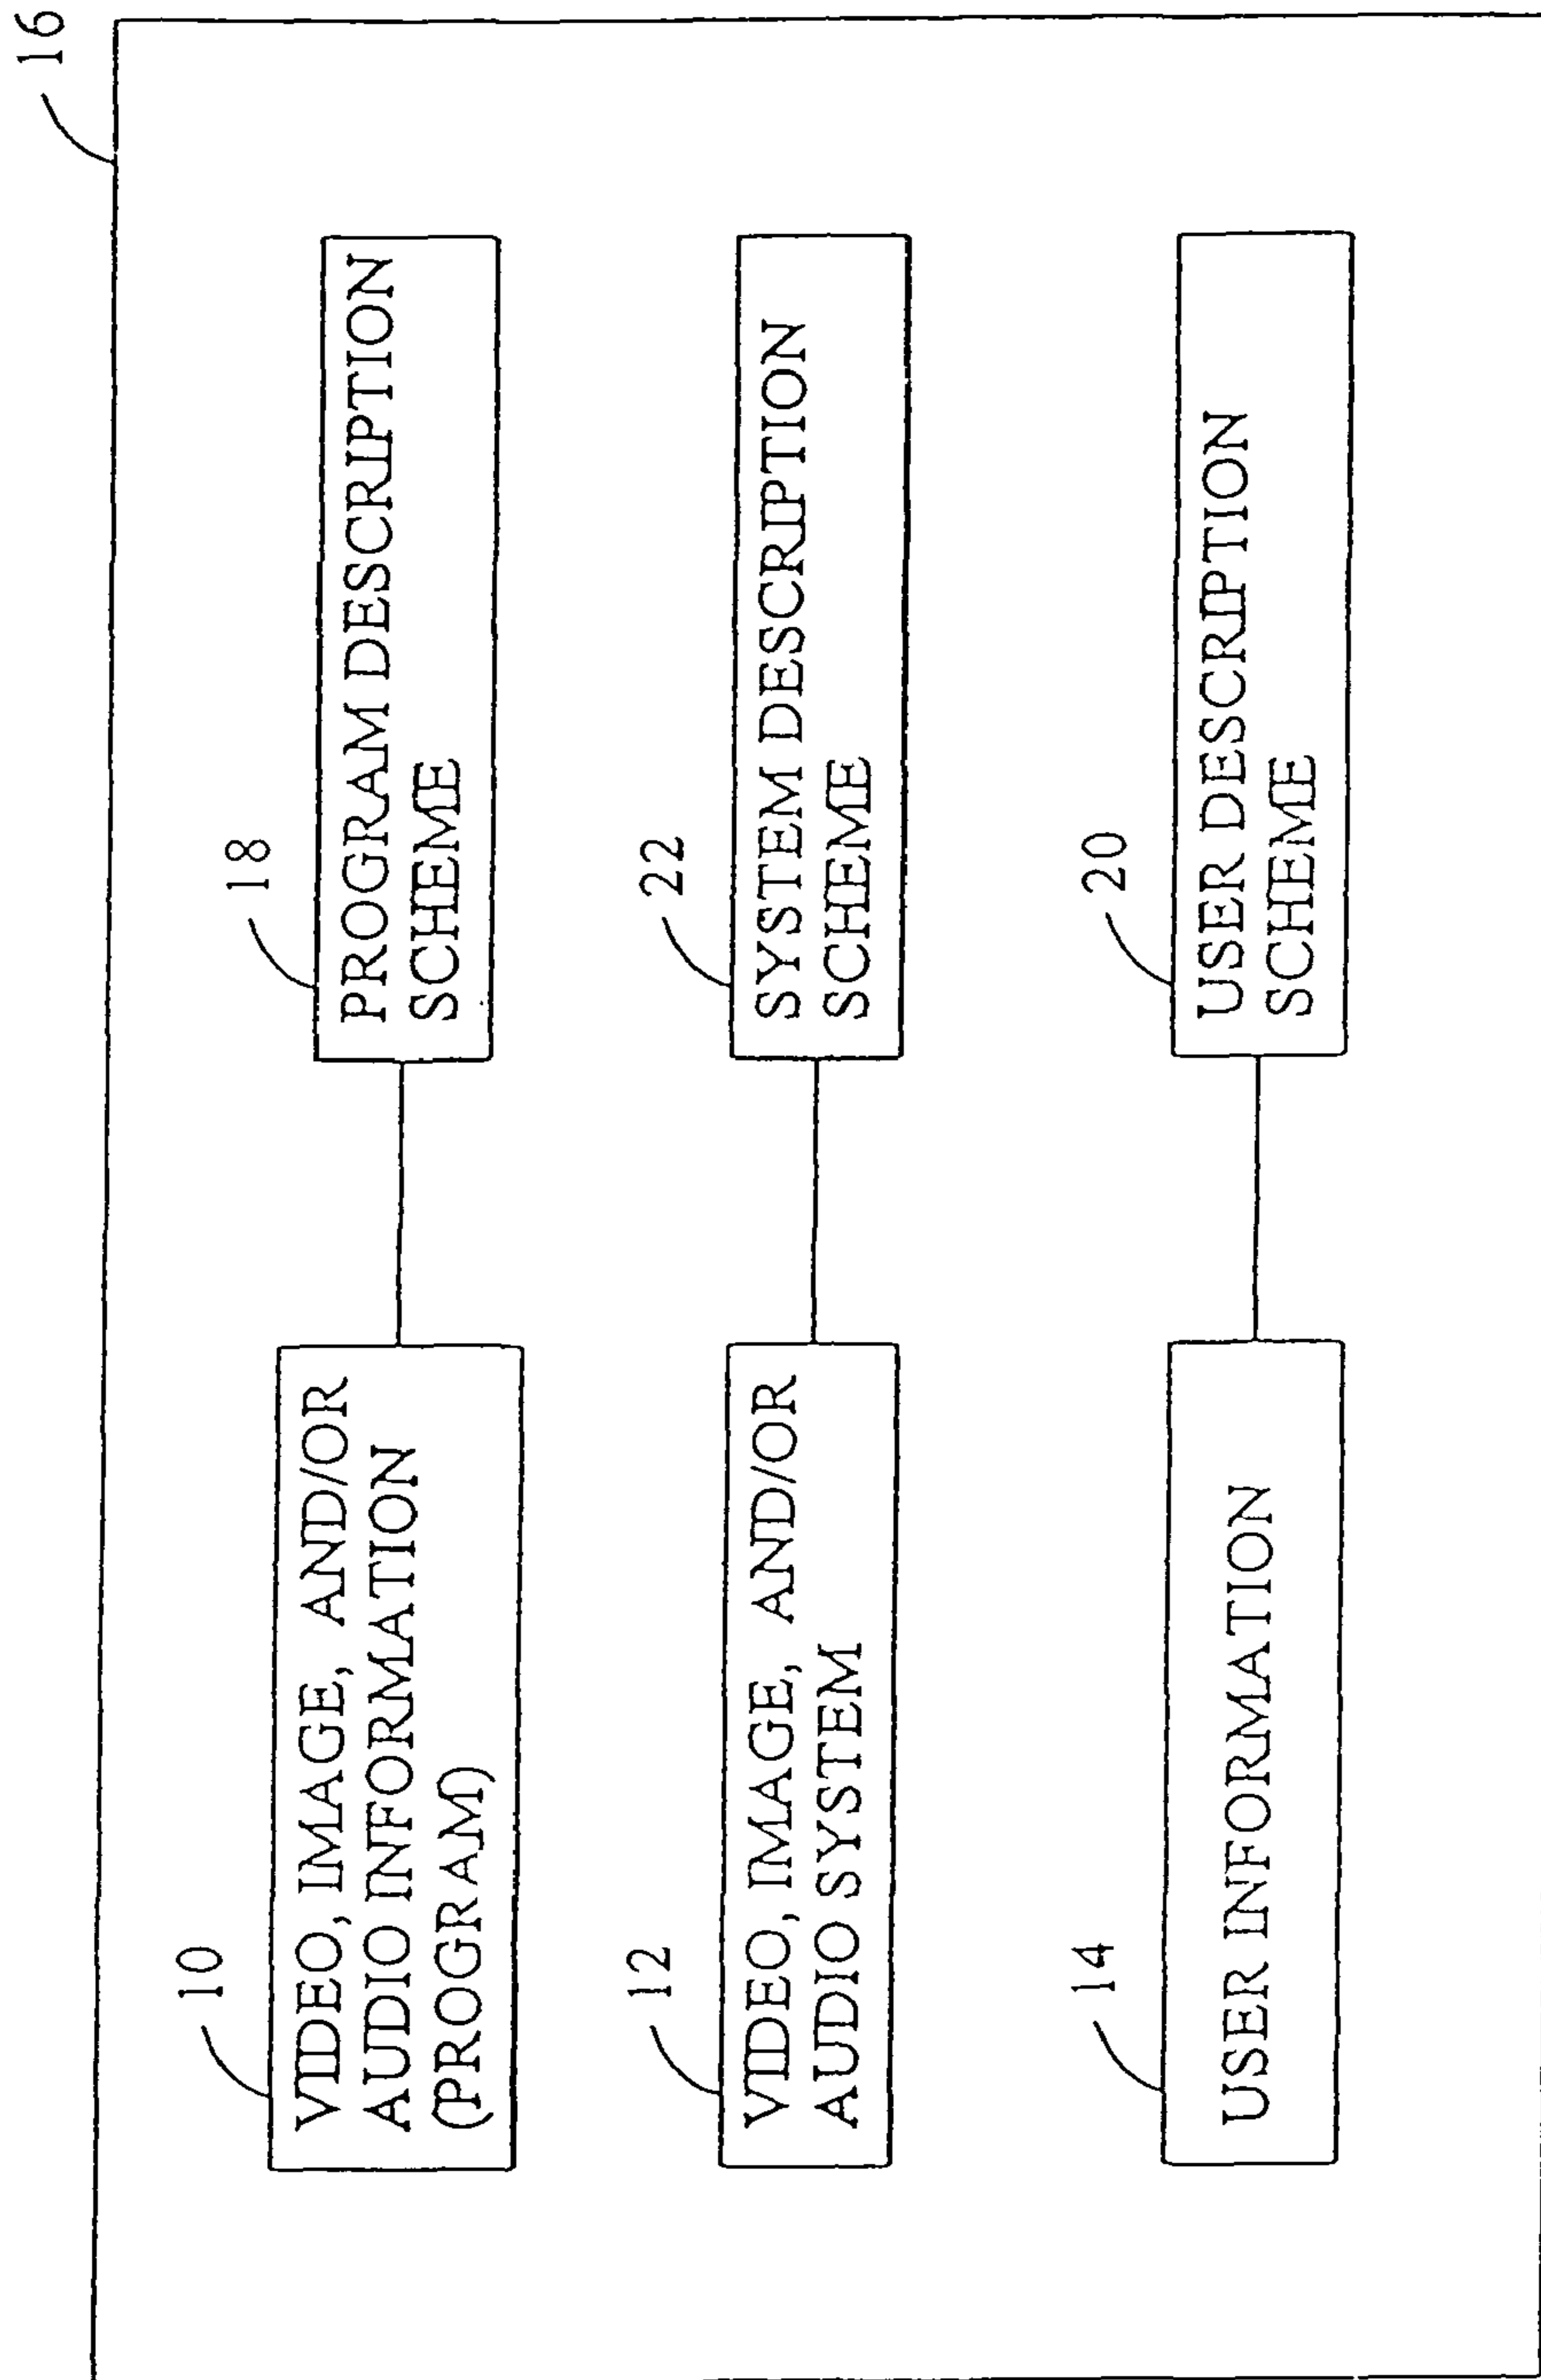 16
10
VIDEO, IMAGE, AND/OR
AUDIO INFORMATION
(PROGRAM)
18
PROGRAM DESCRIPTION
SCHEME
12
VIDEO, IMAGE, AND/OR
AUDIO SYSTEM
22
SYSTEM DESCRIPTION
SCHEME
14
USER INFORMATION
20
USER DESCRIPTION
SCHEME